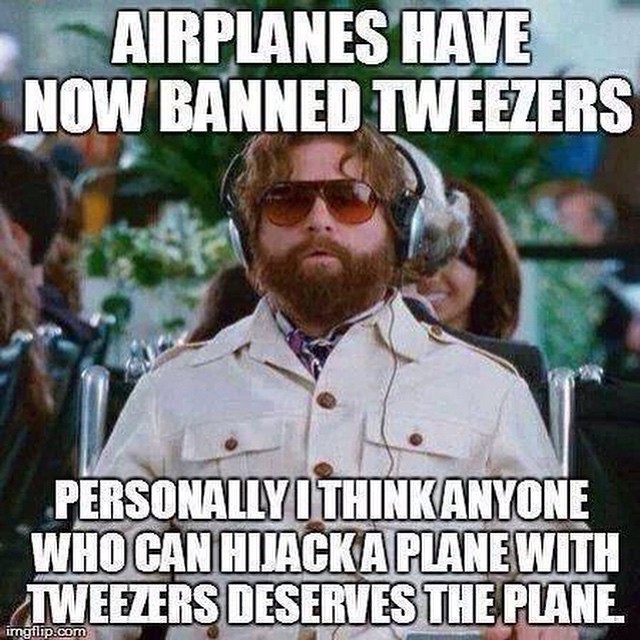 AIRPLANES HAVE
NOW BANNED TWEEZERS
PERSONALLY I THINK ANYONE
WHO CAN HIJACK A PLANE WITH
TWEEZERS DESERVES THE PLANE.
imgflip.com